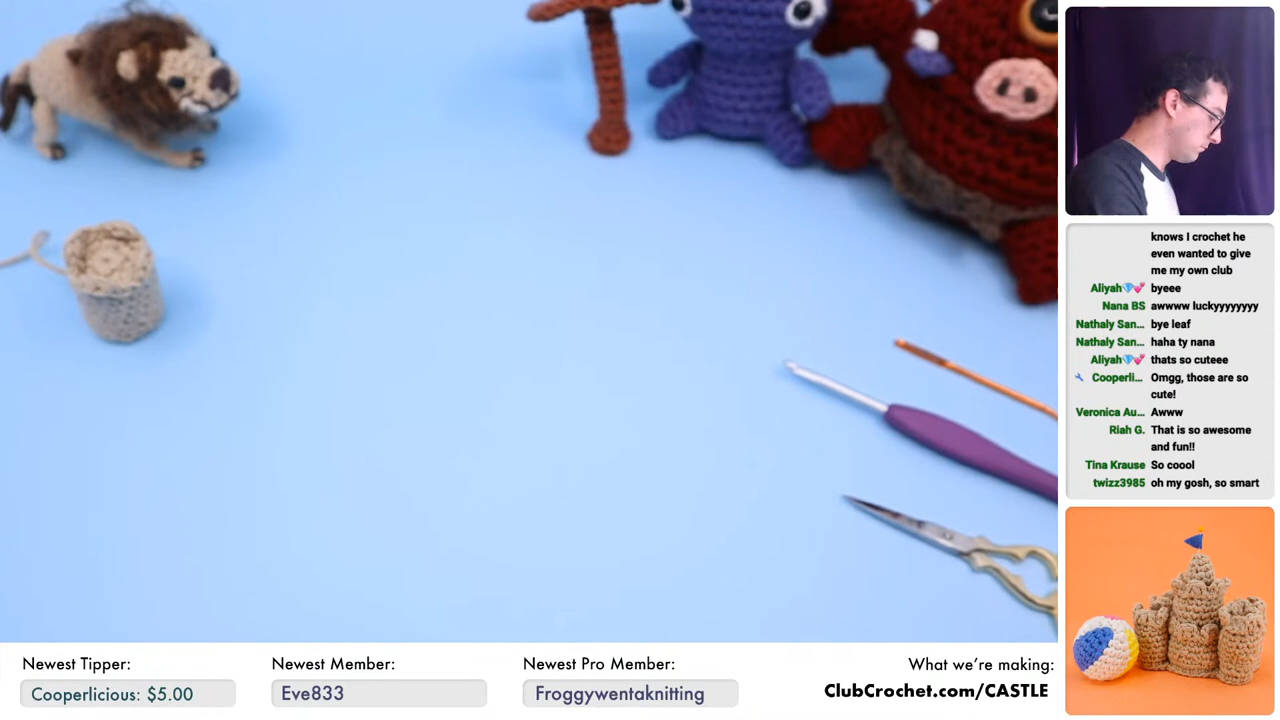 knows I crochet he
even wanted to give
me my own club
Aliyah💎💕 byeee
Nana BS awwww luckyyyyyyy
Nathaly San... bye leaf
Nathaly San... haha ty nana
Aliyah💎💕 thats so cuteee
Cooperli... Omgg, those are so
cute!
Veronica Au... Awww
Riah G. That is so awesome
and fun!!
Tina Krause So coool
twizz3985 oh my gosh, so smart
Newest Tipper:
Cooperlicious: $5.00
Newest Member:
Eve833
Newest Pro Member:
Froggywentaknitting
What we're making:
ClubCrochet.com/CASTLE